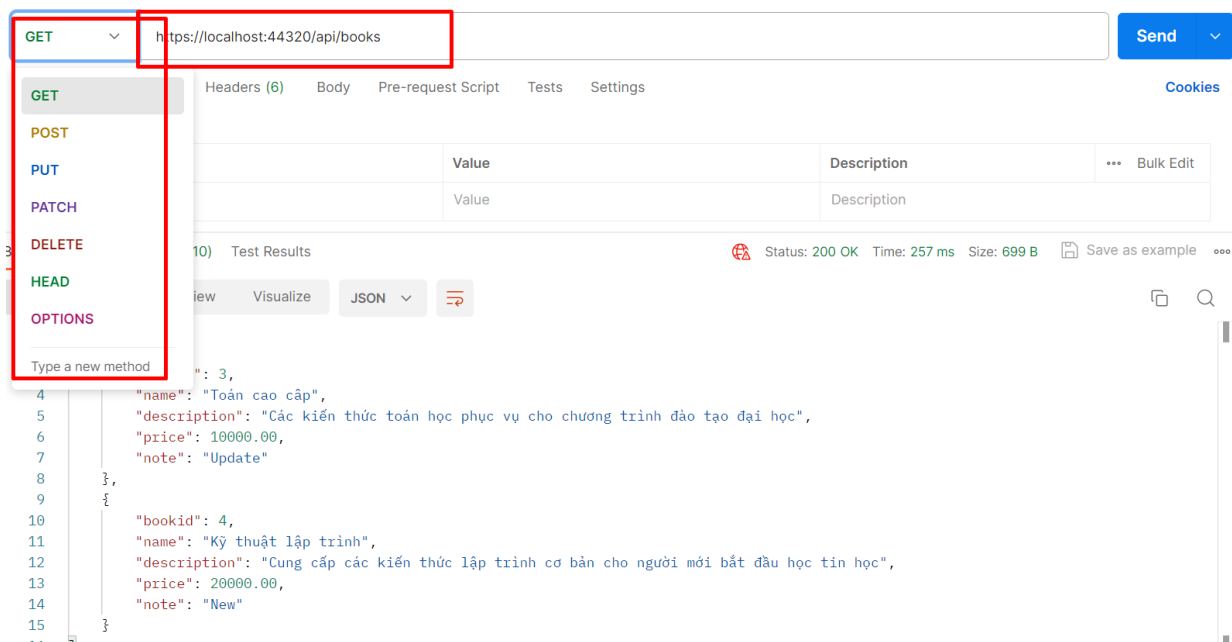 GET https://localhost:44320/api/books Send
GET Headers (6) Body Pre-request Script Tests Settings Cookies
POST
PUT Value Description ••• Bulk Edit
PATCH Value Description
DELETE 10) Test Results Status: 200 OK Time: 257 ms Size: 699 B Save as example
HEAD iew Visualize JSON
OPTIONS
Type a new method
": 3,
4 "name": "Toán cao cấp",
5 "description": "Các kiến thức toán học phục vụ cho chương trình đào tạo đại học",
6 "price": 10000.00,
7 "note": "Update"
8 },
9 {
10 "bookid": 4,
11 "name": "Kỹ thuật lập trình",
12 "description": "Cung cấp các kiến thức lập trình cơ bản cho người mới bắt đầu học tin học",
13 "price": 20000.00,
14 "note": "New"
15 }